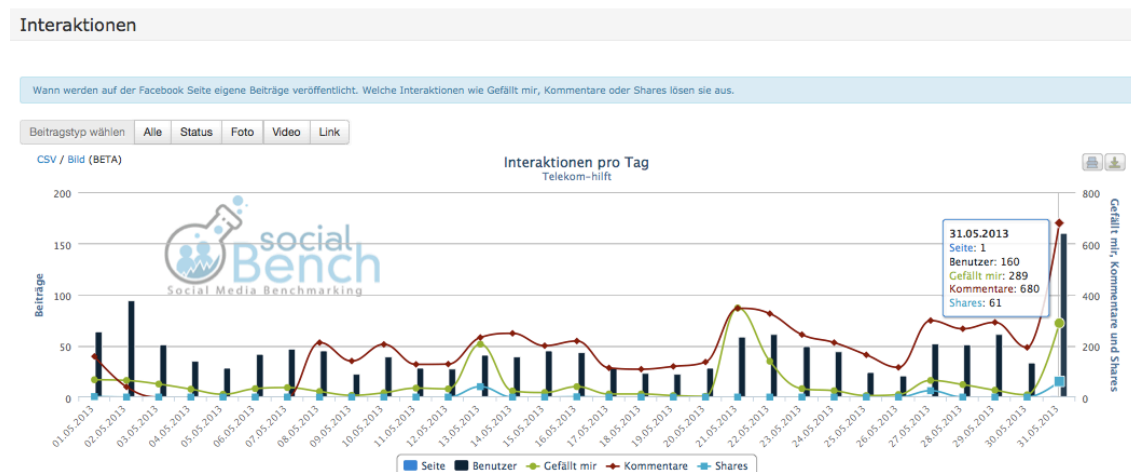 Interaktionen
Wann werden auf der Facebook Seite eigene Beiträge veröffentlicht. Welche Interaktionen wie Gefällt mir, Kommentare oder Shares lösen sie aus.
Beitragstyp wählen Alle Status Foto Video Link
CSV / Bild (BETA)
Interaktionen pro Tag
Telekom-hilft
200
150
100
50
0
Beiträge
social
Bench
Social Media Benchmarking
31.05.2013
Seite: 1
Benutzer: 160
Gefällt mir: 289
Kommentare: 680
Shares: 61
800
600
400
200
0
Gefällt mir, Kommentare und Shares
01.05.2013
02.05.2013
03.05.2013
04.05.2013
05.05.2013
06.05.2013
07.05.2013
08.05.2013
09.05.2013
10.05.2013
11.05.2013
12.05.2013
13.05.2013
14.05.2013
15.05.2013
16.05.2013
17.05.2013
18.05.2013
19.05.2013
20.05.2013
21.05.2013
22.05.2013
23.05.2013
24.05.2013
25.05.2013
26.05.2013
27.05.2013
28.05.2013
29.05.2013
30.05.2013
31.05.2013
Seite Benutzer Gefällt mir Kommentare Shares